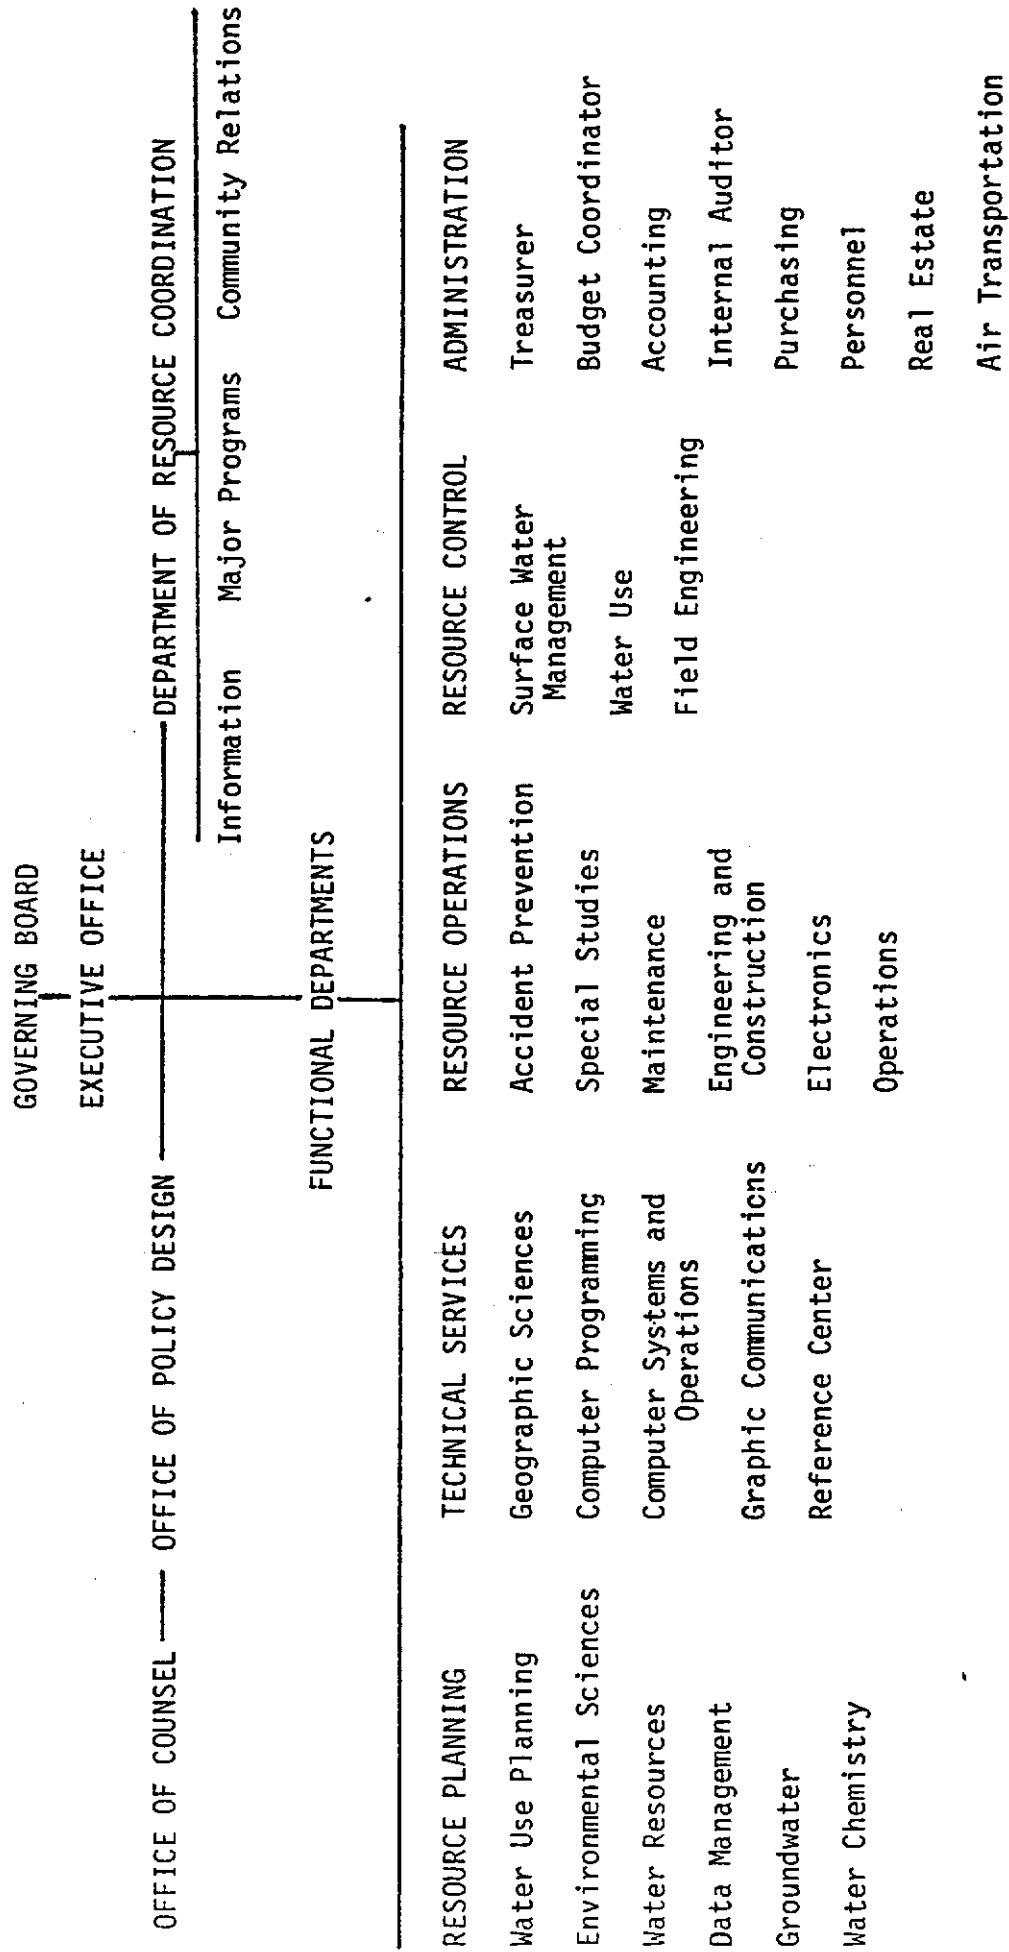 GOVERNING BOARD
EXECUTIVE OFFICE
OFFICE OF COUNSEL
OFFICE OF POLICY DESIGN
DEPARTMENT OF RESOURCE COORDINATION
Information Major Programs Community Relations
FUNCTIONAL DEPARTMENTS
RESOURCE PLANNING
Water Use Planning
Environmental Sciences
Water Resources
Data Management
Groundwater
Water Chemistry
TECHNICAL SERVICES
Geographic Sciences
Computer Programming
Computer Systems and
Operations
Graphic Communications
Reference Center
RESOURCE OPERATIONS
Accident Prevention
Special Studies
Maintenance
Engineering and
Construction
Electronics
Operations
RESOURCE CONTROL
Surface Water
Management
Water Use
Field Engineering
ADMINISTRATION
Treasurer
Budget Coordinator
Accounting
Internal Auditor
Purchasing
Personnel
Real Estate
Air Transportation